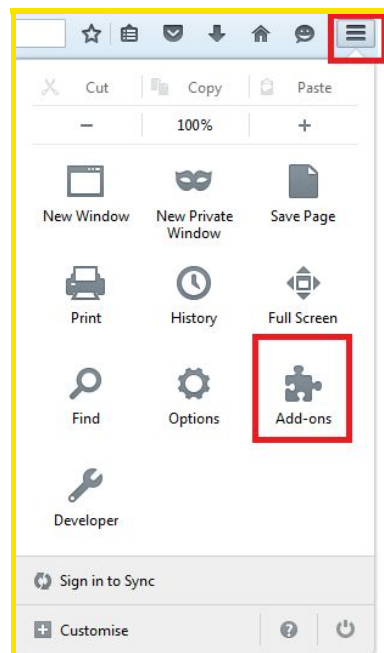 Cut Copy Paste
− 100% +
New Window New Private Window Save Page
Print History Full Screen
Find Options Add-ons
Developer
Sign in to Sync
Customise